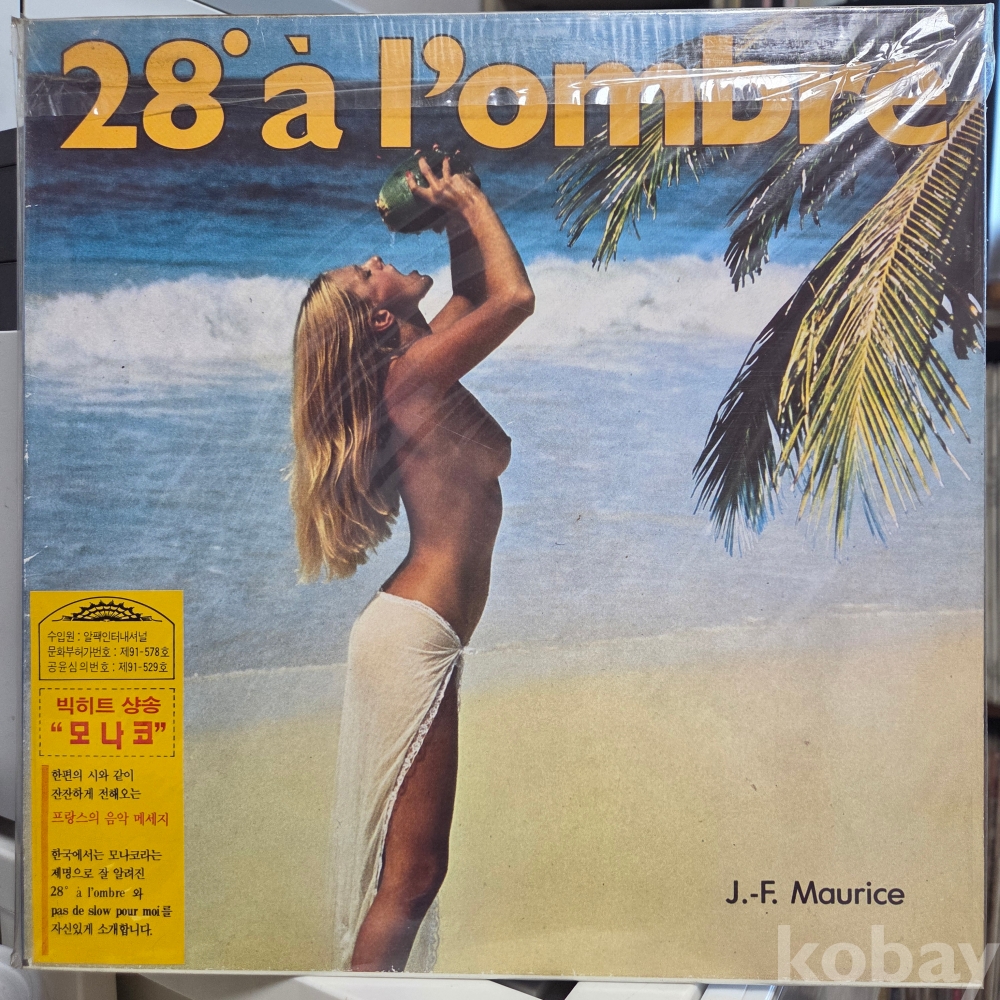 28° à l'ombre
수입원 : 알팩인터내셔널
문화부허가번호 : 제91-578호
공윤심의번호 : 제91-529호
빅히트 샹송
“모나코”
한편의 시와 같이
잔잔하게 전해오는
프랑스의 음악 메세지
한국에서는 모나코라는
제명으로 잘 알려진
28° à l'ombre 와
pas de slow pour moi를
자신있게 소개합니다.
J.-F. Maurice
kobay